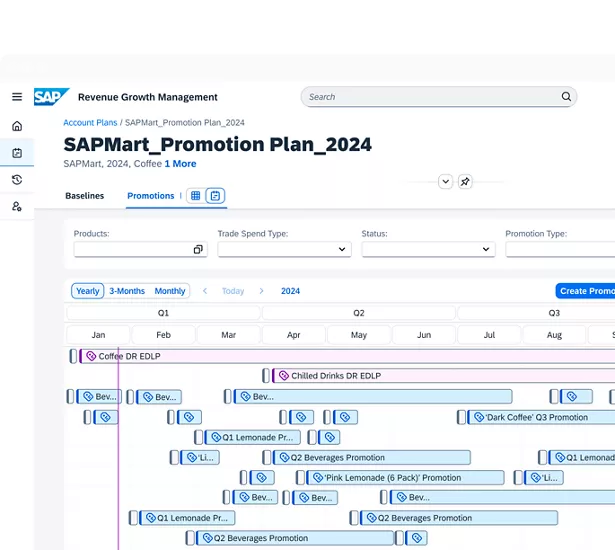 SAP Revenue Growth Management Search
Account Plans / SAPMart_Promotion Plan_2024
SAPMart_Promotion Plan_2024
SAPMart, 2024, Coffee 1 More
Baselines Promotions
Products: Trade Spend Type: Status: Promotion Type:
Yearly 3-Months Monthly Today 2024 Create Promo
Q1 Q2 Q3
Jan Feb Mar Apr May Jun Jul Aug S
Coffee DR EDLP
Chilled Drinks DR EDLP
Bev... Bev... Bev...
'Dark Coffee' Q3 Promotion
Q1 Lemonade Pr...
'Li... Q2 Beverages Promotion Q1 Lemonad
'Pink Lemonade (6 Pack)' Promotion 'Li...
Bev... Bev... Bev...
Q1 Lemonade Pr... Q2 Beverages Promotion
Q2 Beverages Promotion